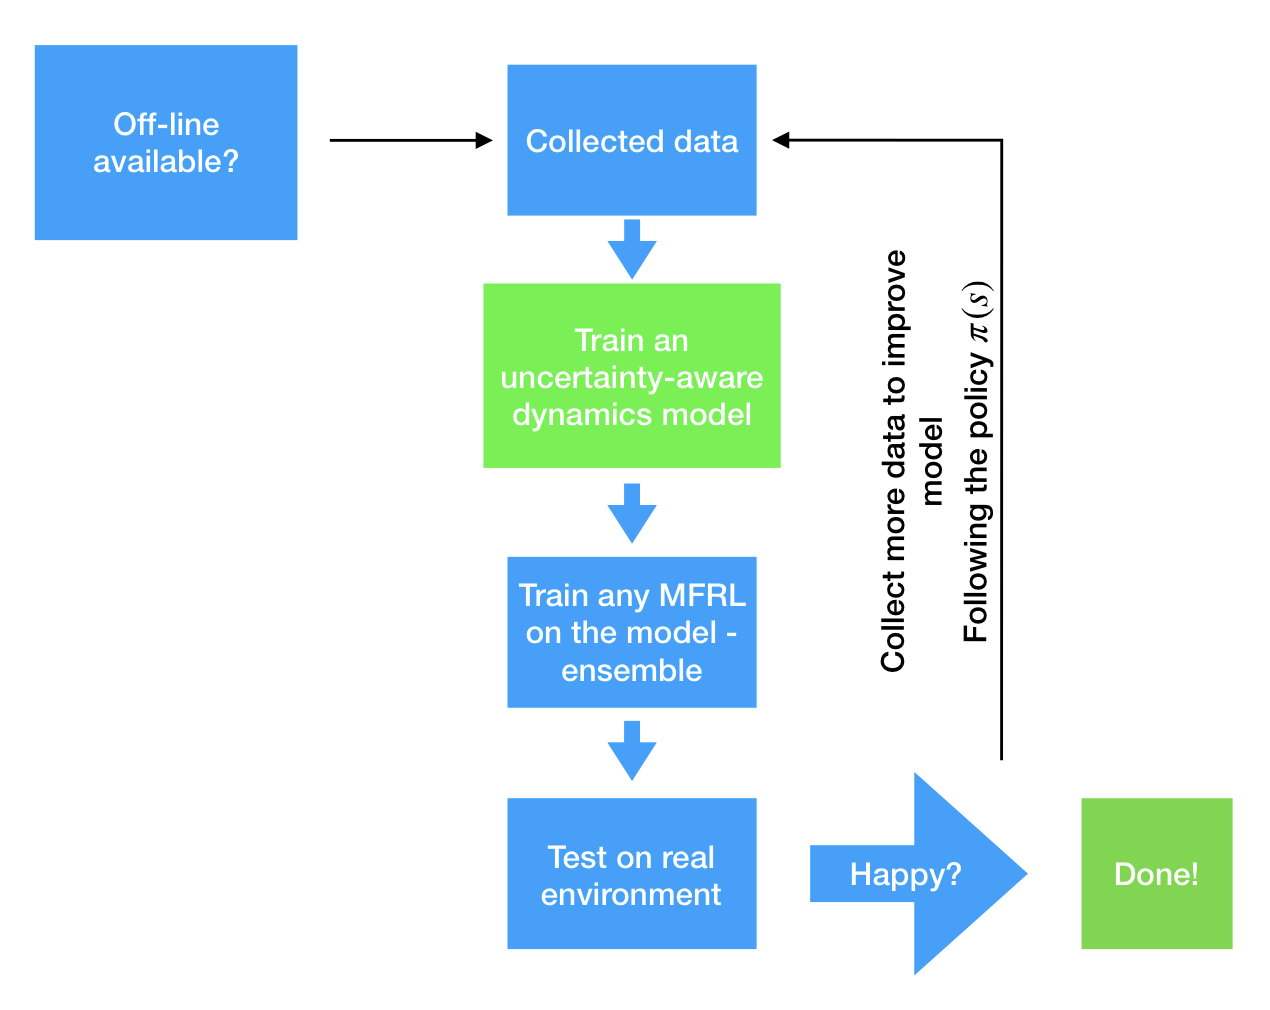 Off-line
available?
Collected data
Train an
uncertainty-aware
dynamics model
Train any MFRL
on the model -
ensemble
Test on real
environment
Happy?
Done!
Collect more data to improve
model
Following the policy π(s)